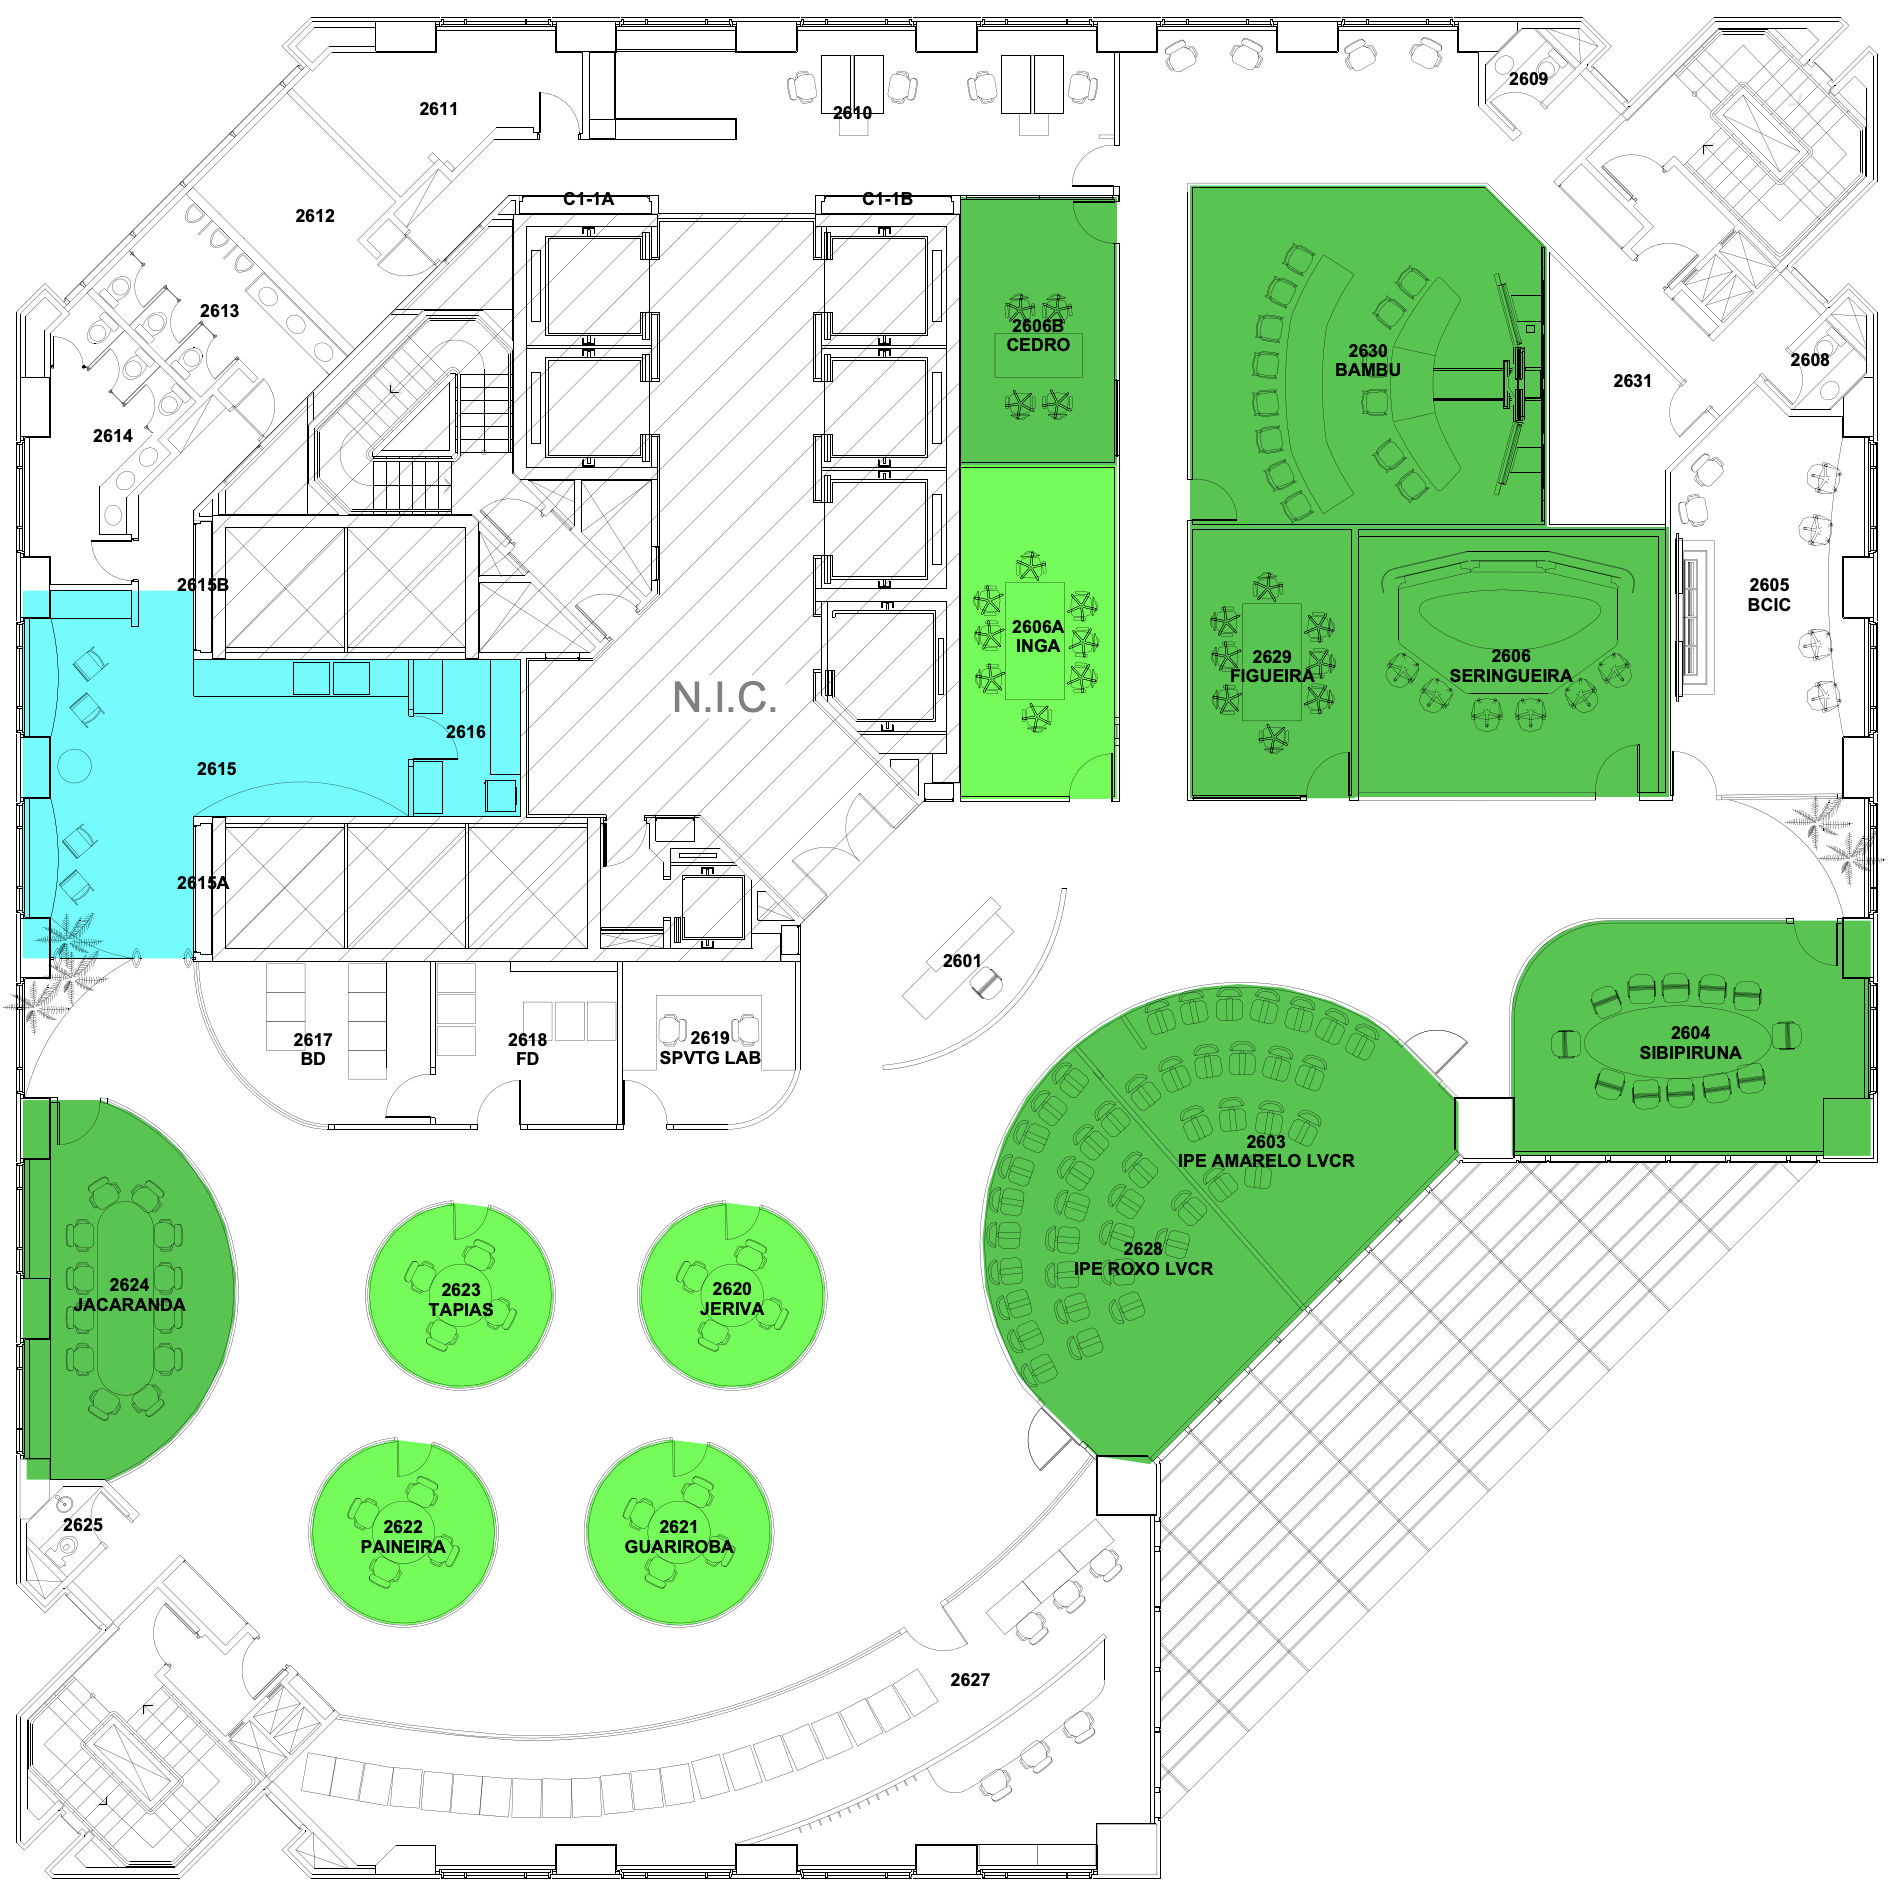 2609
2611
2610
C1-1A
C1-1B
2612
2613
2606B
CEDRO
2630
BAMBU
2608
2631
2614
2615B
2605
BCIC
2606A
INGA
2629
FIGUEIRA
2606
SERINGUEIRA
N.I.C.
2616
2615
2615A
2601
2617
BD
2618
FD
2619
SPVTG LAB
2604
SIBIPIRUNA
2603
IPE AMARELO LVCR
2628
IPE ROXO LVCR
2624
JACARANDA
2623
TAPIAS
2620
JERIVA
2625
2622
PAINEIRA
2621
GUARIROBA
2627